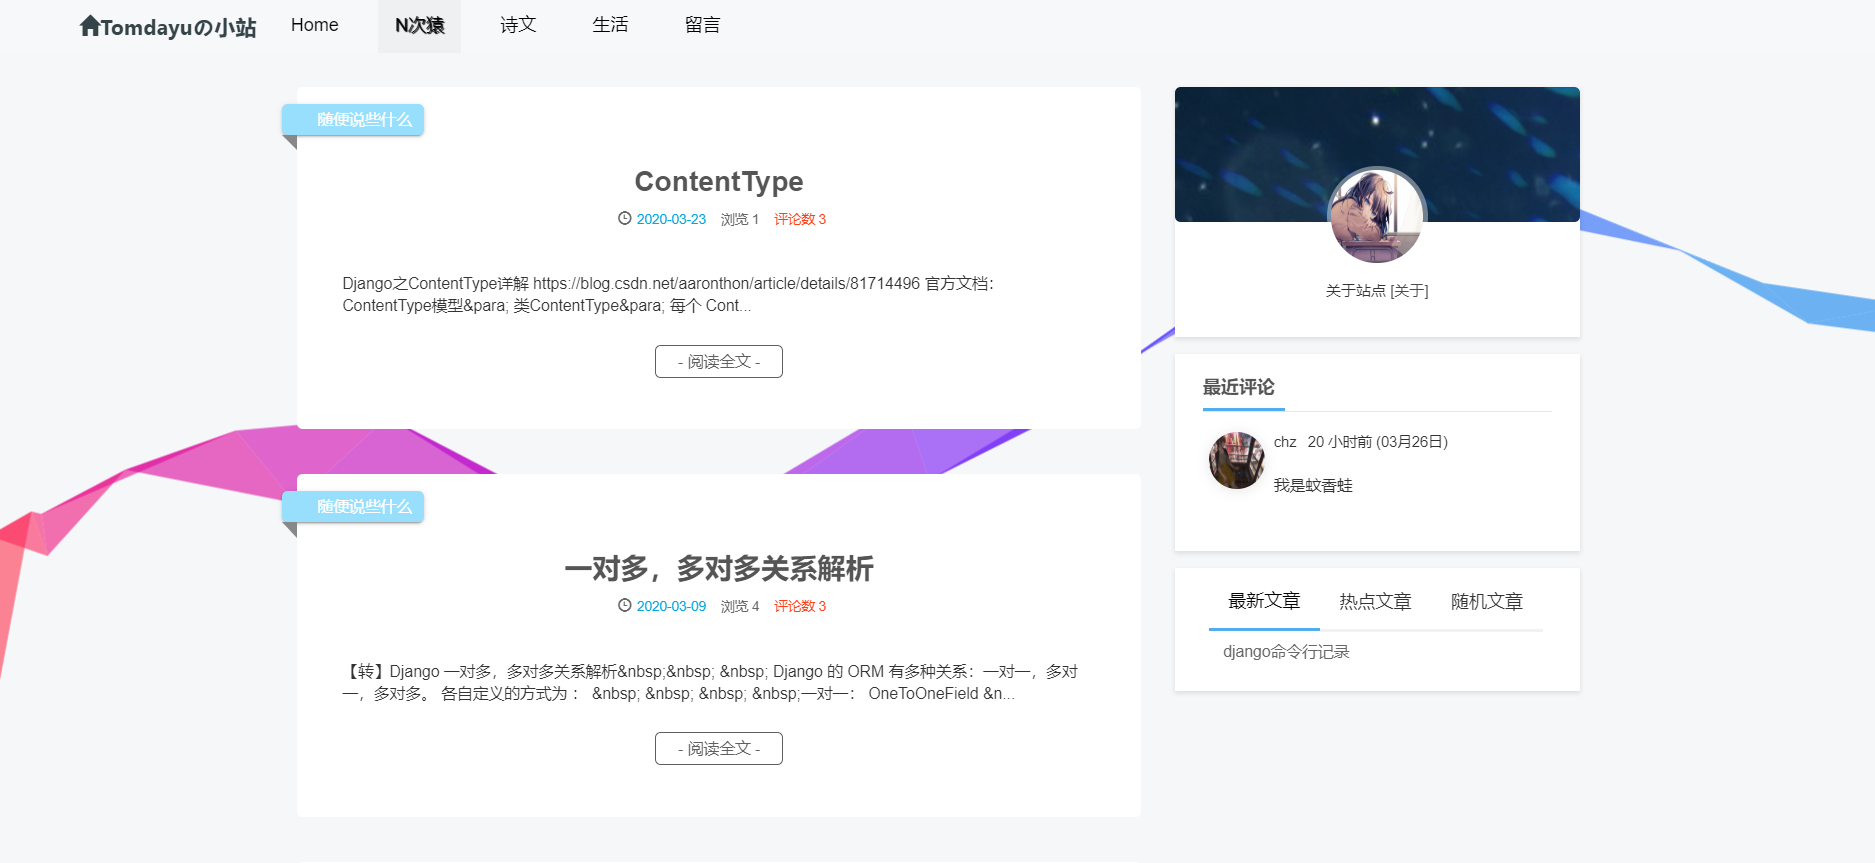 Tomdayuの小站 Home N次猿 诗文 生活 留言
随便说些什么
ContentType
2020-03-23 浏览 1 评论数 3
Django之ContentType详解 https://blog.csdn.net/aaronthon/article/details/81714496 官方文档：
ContentType模型&para; 类ContentType&para; 每个 Cont...
- 阅读全文 -
随便说些什么
一对多，多对多关系解析
2020-03-09 浏览 4 评论数 3
【转】Django 一对多，多对多关系解析&nbsp;&nbsp; &nbsp; Django 的 ORM 有多种关系：一对一，多对
一，多对多。 各自定义的方式为 ： &nbsp; &nbsp; &nbsp; &nbsp;一对一： OneToOneField &n...
- 阅读全文 -
关于站点 [关于]
最近评论
chz 20 小时前 (03月26日)
我是蚊香蛙
最新文章 热点文章 随机文章
django命令行记录